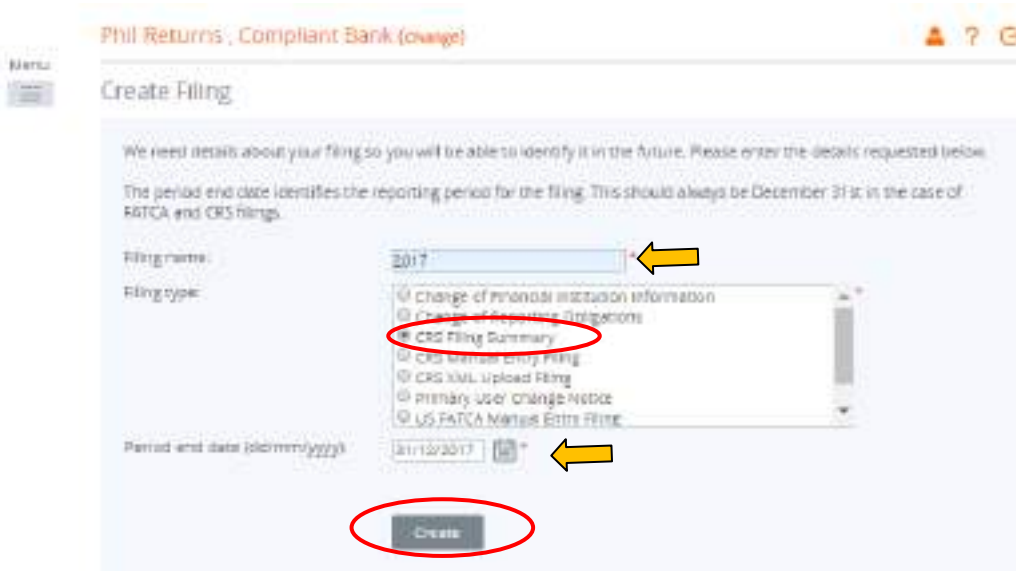 Phil Returns , Compliant Bank (change)
?
Menu
Create Filing
We need details about your filing so you will be able to identify it in the future. Please enter the details requested below.
The period end date identifies the reporting period for the filing. This should always be December 31st in the case of
FATCA and CRS filings.
Filing name: 2017 *
Filing type: *
Change of Financial Institution Information
Change of Reporting Obligations
CRS Filing Summary
CRS Manual Entry Filing
CRS XML Upload Filing
Primary User Change Notice
US FATCA Manual Entry Filing
Period end date (dd/mm/yyyy): 31/12/2017 *
Create